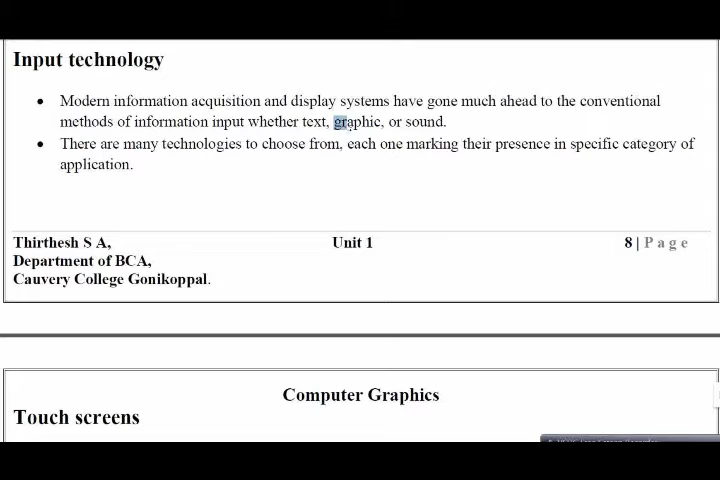 Input technology
• Modern information acquisition and display systems have gone much ahead to the conventional
methods of information input whether text, graphic, or sound.
• There are many technologies to choose from, each one marking their presence in specific category of
application.
Thirthesh S A, Unit 1 8 | Page
Department of BCA,
Cauvery College Gonikoppal.
Computer Graphics
Touch screens